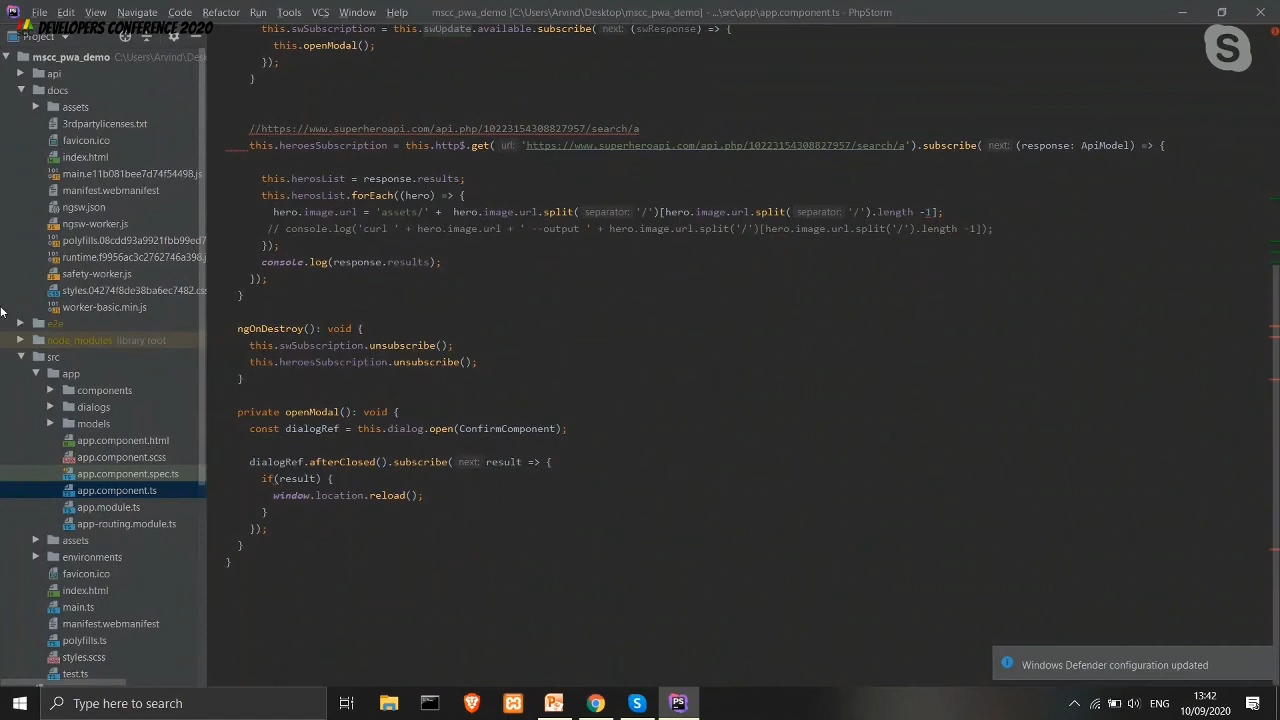 File Edit View Navigate Code Refactor Run Tools VCS Window Help mscc_pwa_demo [C:\Users\Arvind\Desktop\mscc_pwa_demo] - ...\src\app\app.component.ts - PhpStorm
DEVELOPERS CONFERENCE 2020
Project
mscc_pwa_demo C:\Users\Arvind\Desk
api
docs
assets
3rdpartylicenses.txt
favicon.ico
index.html
main.e11b081bee7d74f54498.js
manifest.webmanifest
ngsw.json
ngsw-worker.js
polyfills.08cdd93a9921fbb99ed7
runtime.f9956ac3c2762746a398.j
safety-worker.js
styles.04274f8de38ba6ec7482.css
worker-basic.min.js
e2e
node_modules library root
src
app
components
dialogs
models
app.component.html
app.component.scss
app.component.spec.ts
app.component.ts
app.module.ts
app-routing.module.ts
assets
environments
favicon.ico
index.html
main.ts
manifest.webmanifest
polyfills.ts
styles.scss
test.ts
this.swSubscription = this.swUpdate.available.subscribe( next: (swResponse) => {
this.openModal();
});
}
//https://www.superheroapi.com/api.php/10223154308827957/search/a
this.heroesSubscription = this.http$.get( url: 'https://www.superheroapi.com/api.php/10223154308827957/search/a').subscribe( next: (response: ApiModel) => {
this.herosList = response.results;
this.herosList.forEach((hero) => {
hero.image.url = 'assets/' + hero.image.url.split( separator: '/')[hero.image.url.split( separator: '/').length -1];
// console.log('curl ' + hero.image.url + ' --output ' + hero.image.url.split('/')[hero.image.url.split('/').length -1]);
});
console.log(response.results);
});
}
ngOnDestroy(): void {
this.swSubscription.unsubscribe();
this.heroesSubscription.unsubscribe();
}
private openModal(): void {
const dialogRef = this.dialog.open(ConfirmComponent);
dialogRef.afterClosed().subscribe( next: result => {
if(result) {
window.location.reload();
}
});
}
}
Windows Defender configuration updated
Type here to search
ENG
13:42
10/09/2020